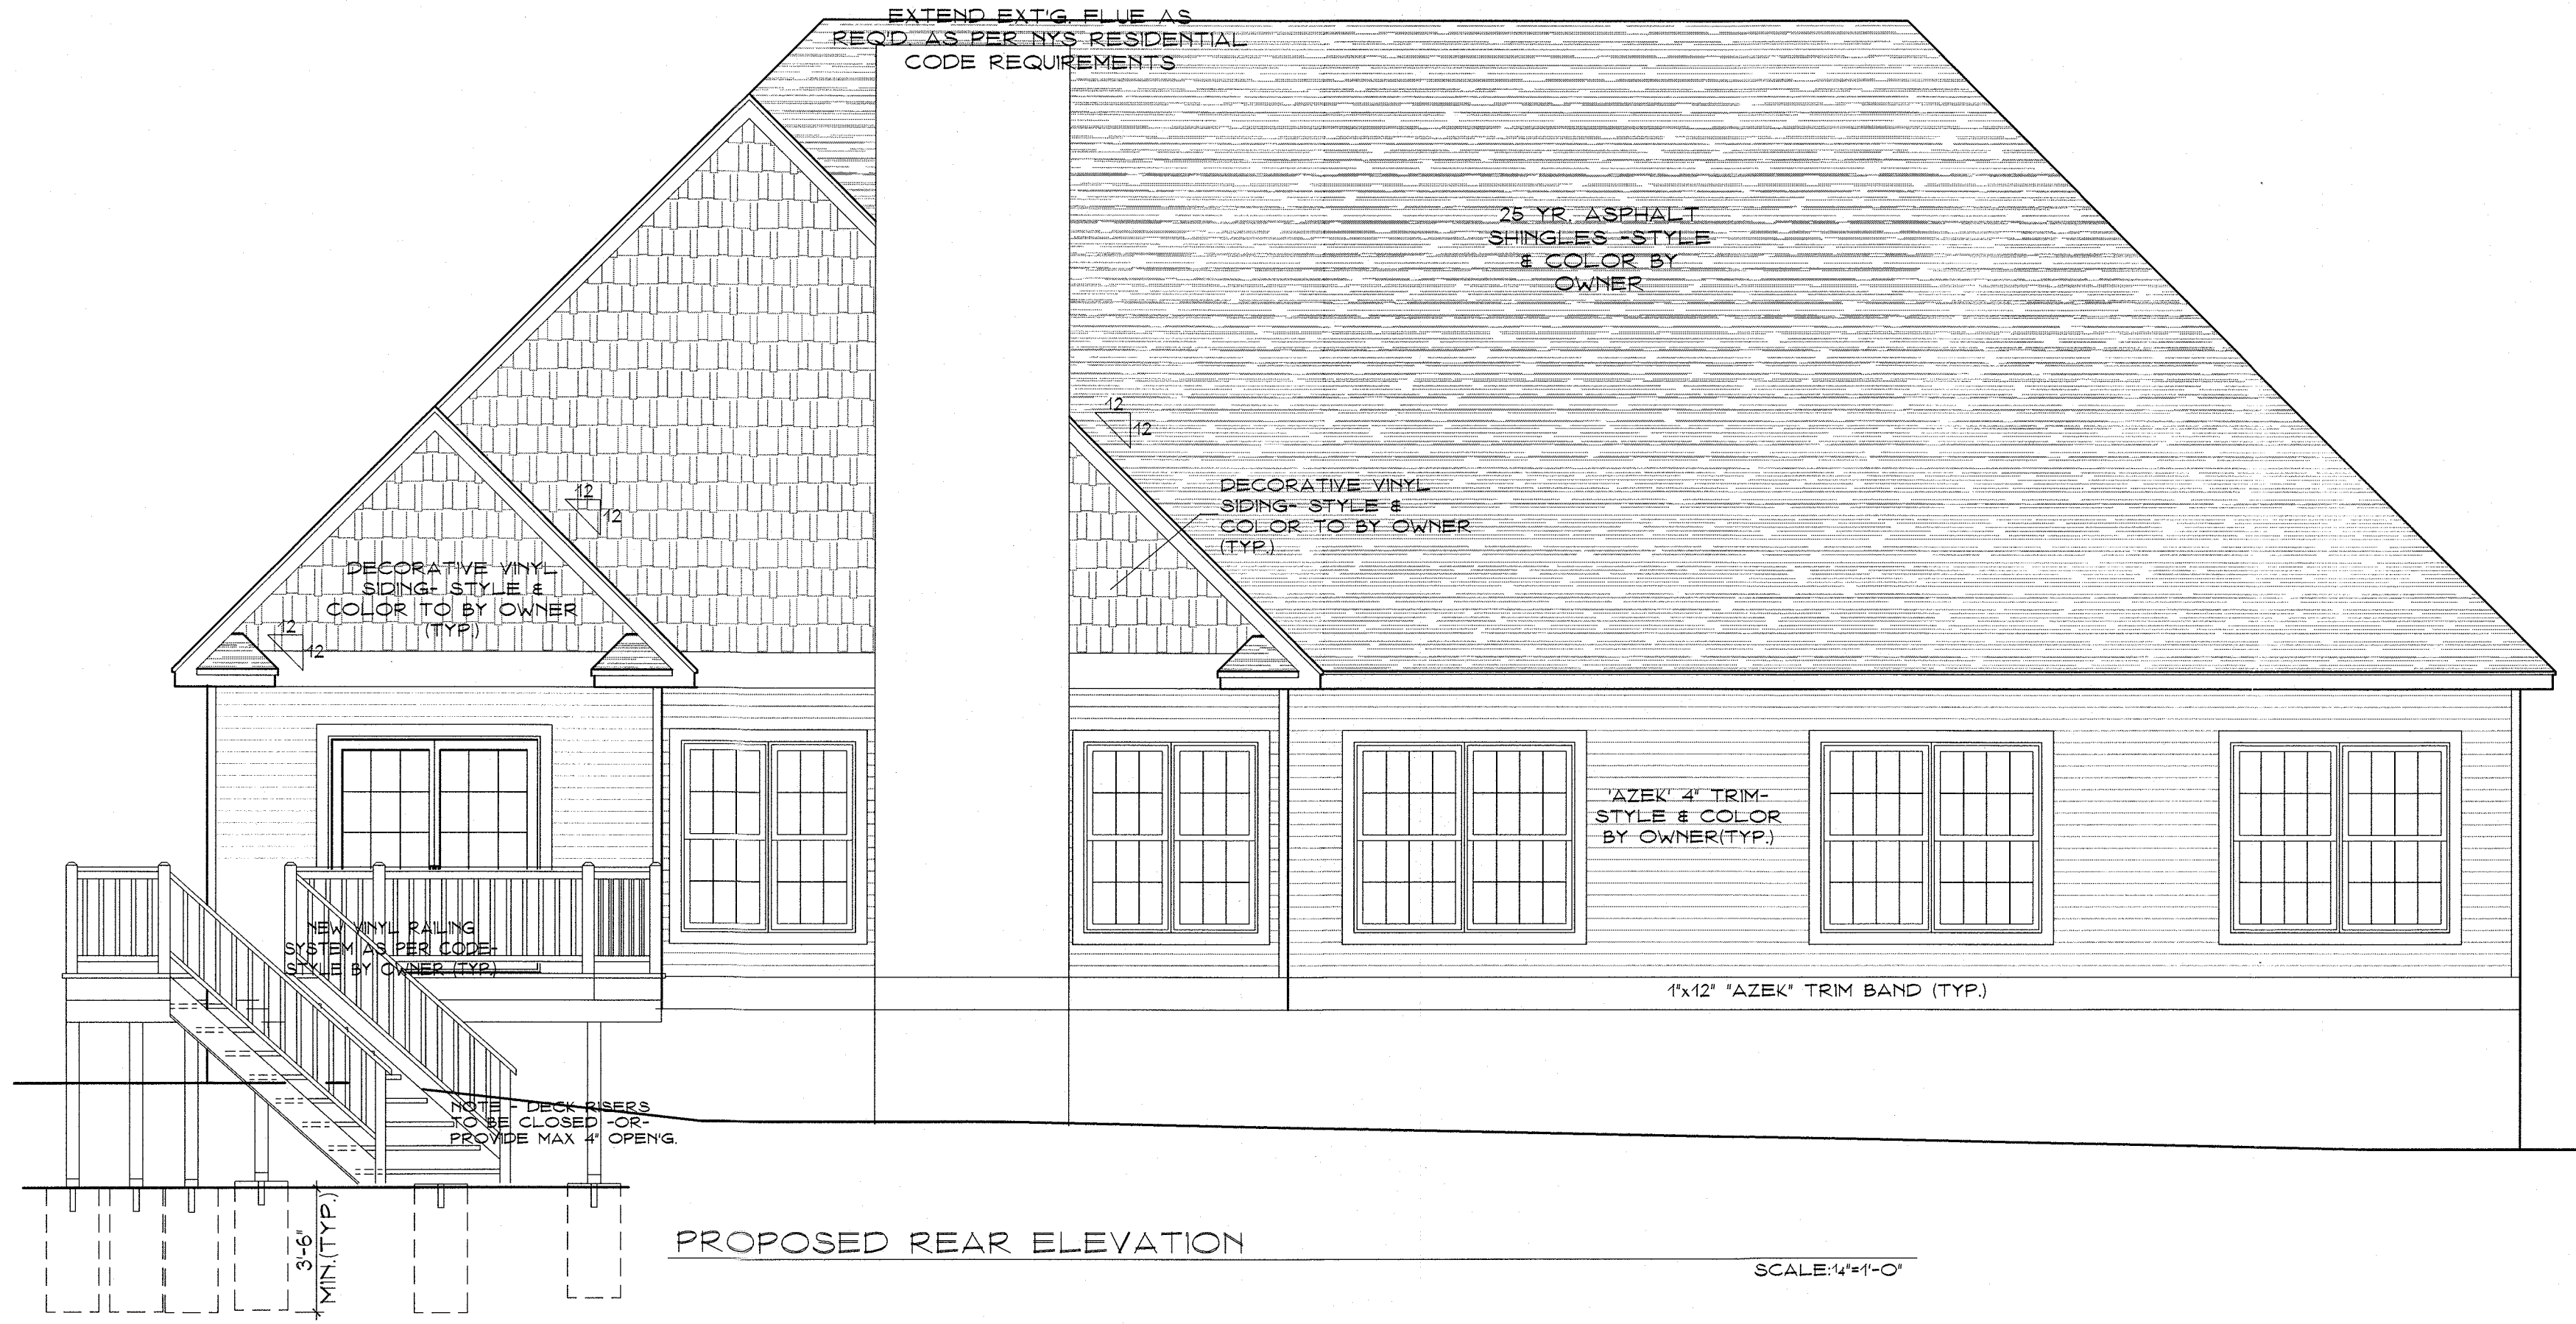 EXTEND EXT'G. FLUE AS
REQ'D. AS PER NYS RESIDENTIAL
CODE REQUIREMENTS
25 YR. ASPHALT
SHINGLES -STYLE
& COLOR BY
OWNER
12
12
12
12
DECORATIVE VINYL
SIDING- STYLE &
COLOR TO BY OWNER
(TYP.)
DECORATIVE VINYL
SIDING- STYLE &
COLOR TO BY OWNER
(TYP.)
12
12
'AZEK' 4" TRIM-
STYLE & COLOR
BY OWNER(TYP.)
NEW VINYL RAILING
SYSTEM AS PER CODE-
STYLE BY OWNER (TYP.)
1"x12" "AZEK" TRIM BAND (TYP.)
NOTE - DECK RISERS
TO BE CLOSED -OR-
PROVIDE MAX 4" OPEN'G.
3'-6"
MIN.(TYP.)
PROPOSED REAR ELEVATION
SCALE:1/4"=1'-0"